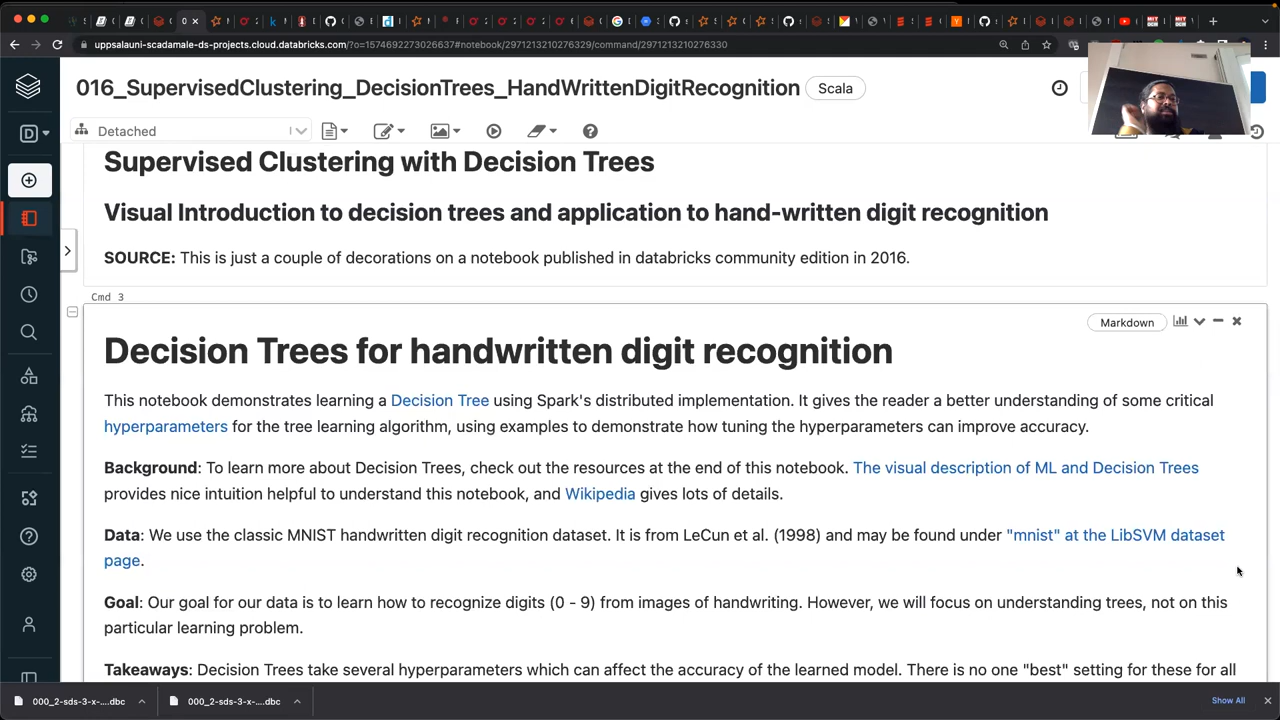 uppsalauni-scadamale-ds-projects.cloud.databricks.com/?o=1574692273026637#notebook/2971213210276329/command/2971213210276330
016_SupervisedClustering_DecisionTrees_HandWrittenDigitRecognition Scala
D Detached
Supervised Clustering with Decision Trees
Visual Introduction to decision trees and application to hand-written digit recognition
SOURCE: This is just a couple of decorations on a notebook published in databricks community edition in 2016.
Cmd 3
Markdown
Decision Trees for handwritten digit recognition
This notebook demonstrates learning a Decision Tree using Spark's distributed implementation. It gives the reader a better understanding of some critical
hyperparameters for the tree learning algorithm, using examples to demonstrate how tuning the hyperparameters can improve accuracy.
Background: To learn more about Decision Trees, check out the resources at the end of this notebook. The visual description of ML and Decision Trees
provides nice intuition helpful to understand this notebook, and Wikipedia gives lots of details.
Data: We use the classic MNIST handwritten digit recognition dataset. It is from LeCun et al. (1998) and may be found under "mnist" at the LibSVM dataset
page.
Goal: Our goal for our data is to learn how to recognize digits (0 - 9) from images of handwriting. However, we will focus on understanding trees, not on this
particular learning problem.
Takeaways: Decision Trees take several hyperparameters which can affect the accuracy of the learned model. There is no one "best" setting for these for all
000_2-sds-3-x-....dbc 000_2-sds-3-x-....dbc Show All